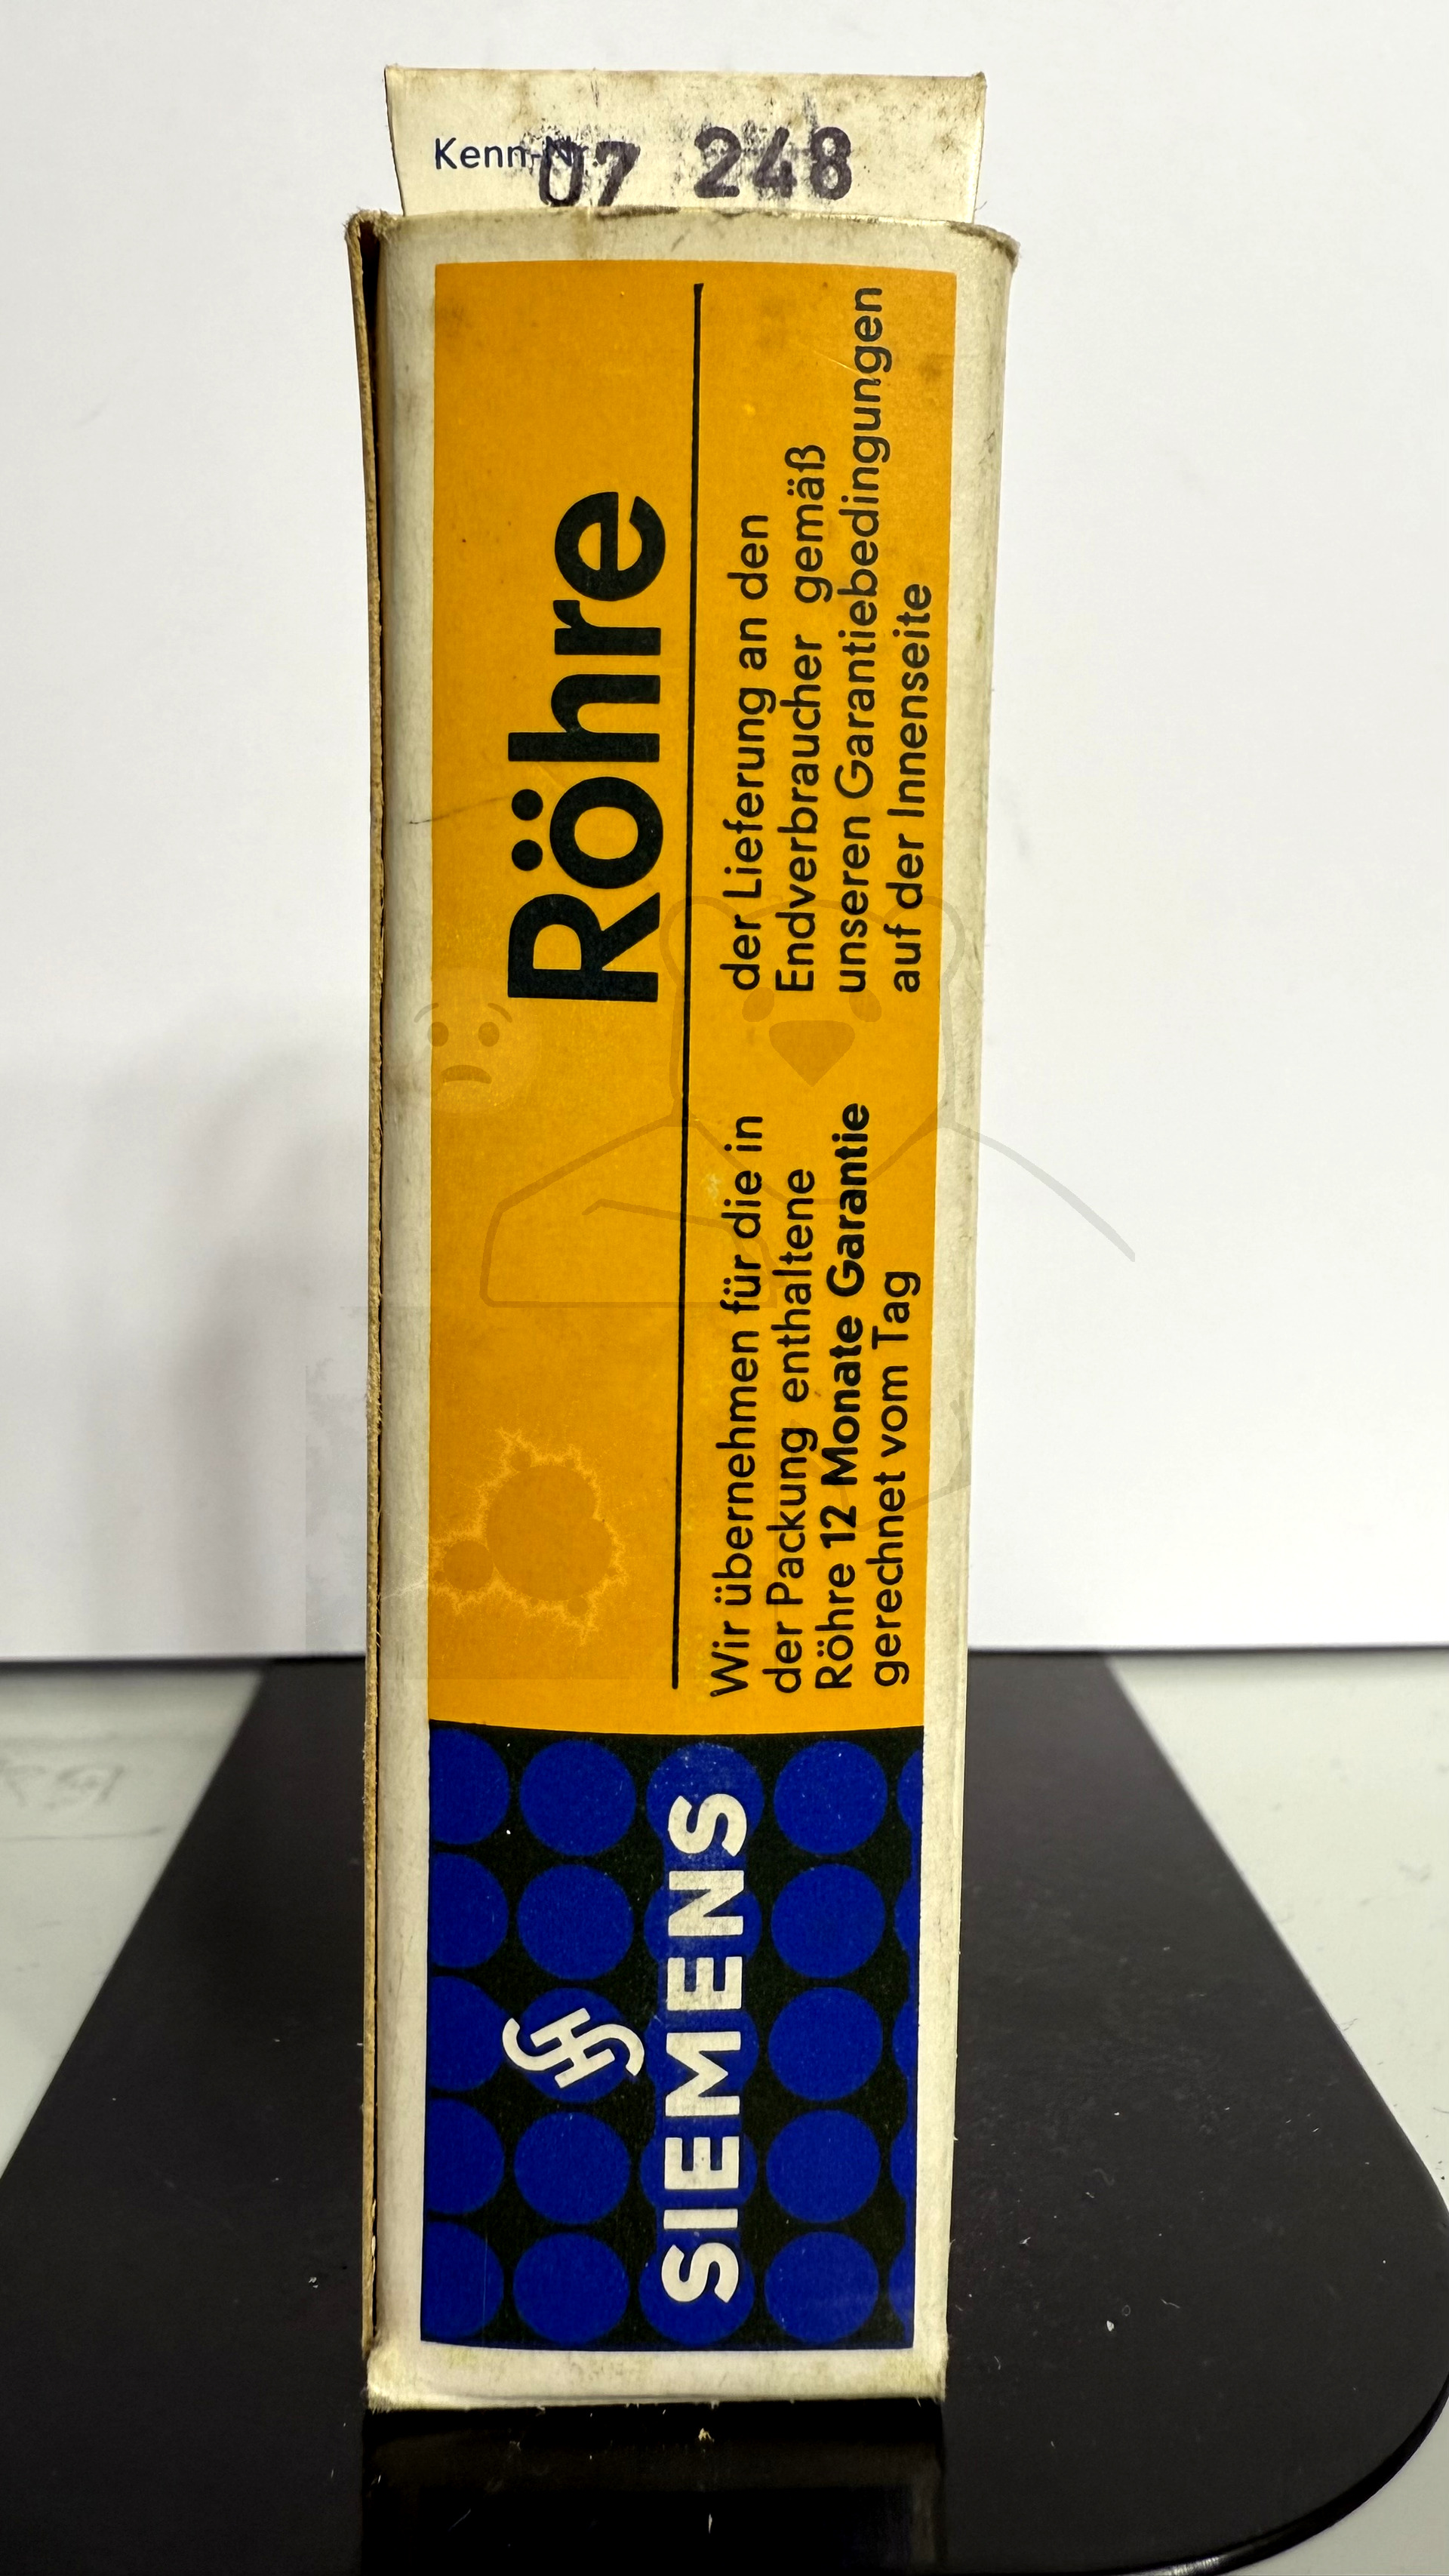 Kenn-Nr.
07 248
Röhre
Wir übernehmen für die in
der Packung enthaltene
Röhre 12 Monate Garantie
gerechnet vom Tag
der Lieferung an den
Endverbraucher gemäß
unseren Garantiebedingungen
auf der Innenseite
SIEMENS